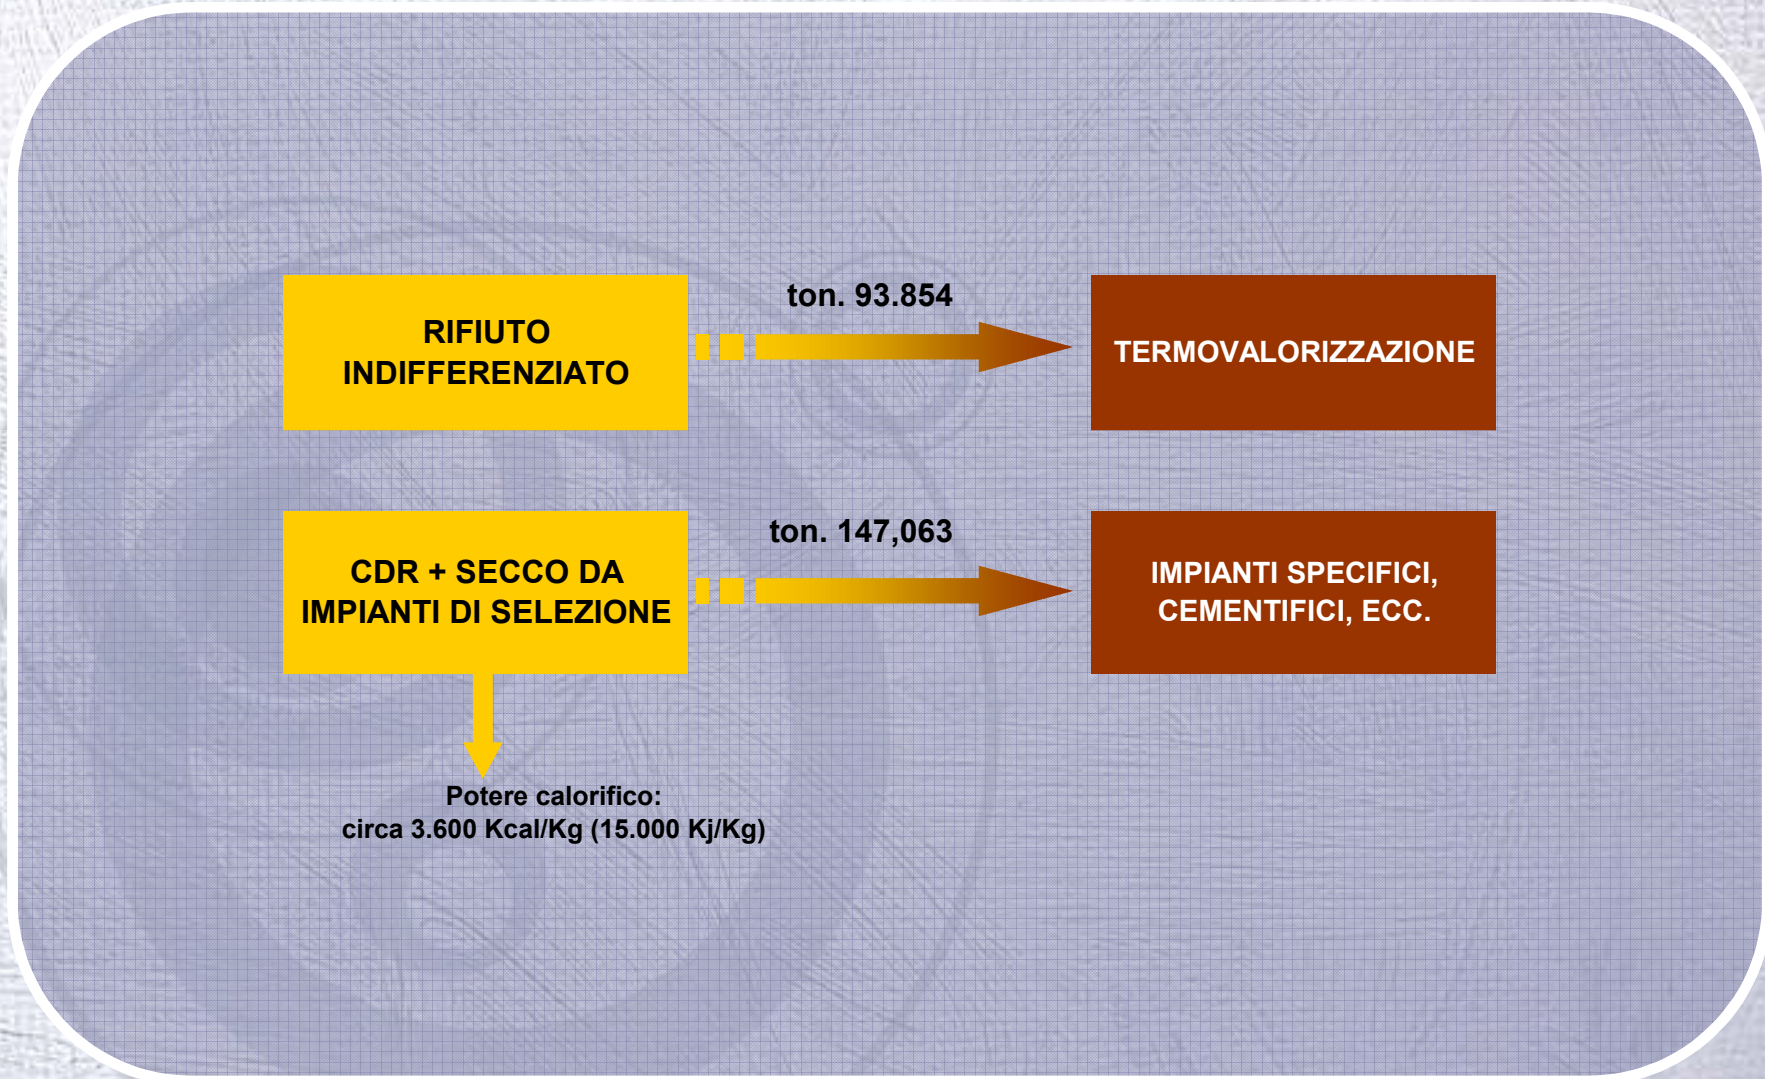 ton. 93.854
RIFIUTO
INDIFFERENZIATO
TERMOVALORIZZAZIONE
ton. 147,063
CDR + SECCO DA
IMPIANTI DI SELEZIONE
IMPIANTI SPECIFICI,
CEMENTIFICI, ECC.
Potere calorifico:
circa 3.600 Kcal/Kg (15.000 Kj/Kg)